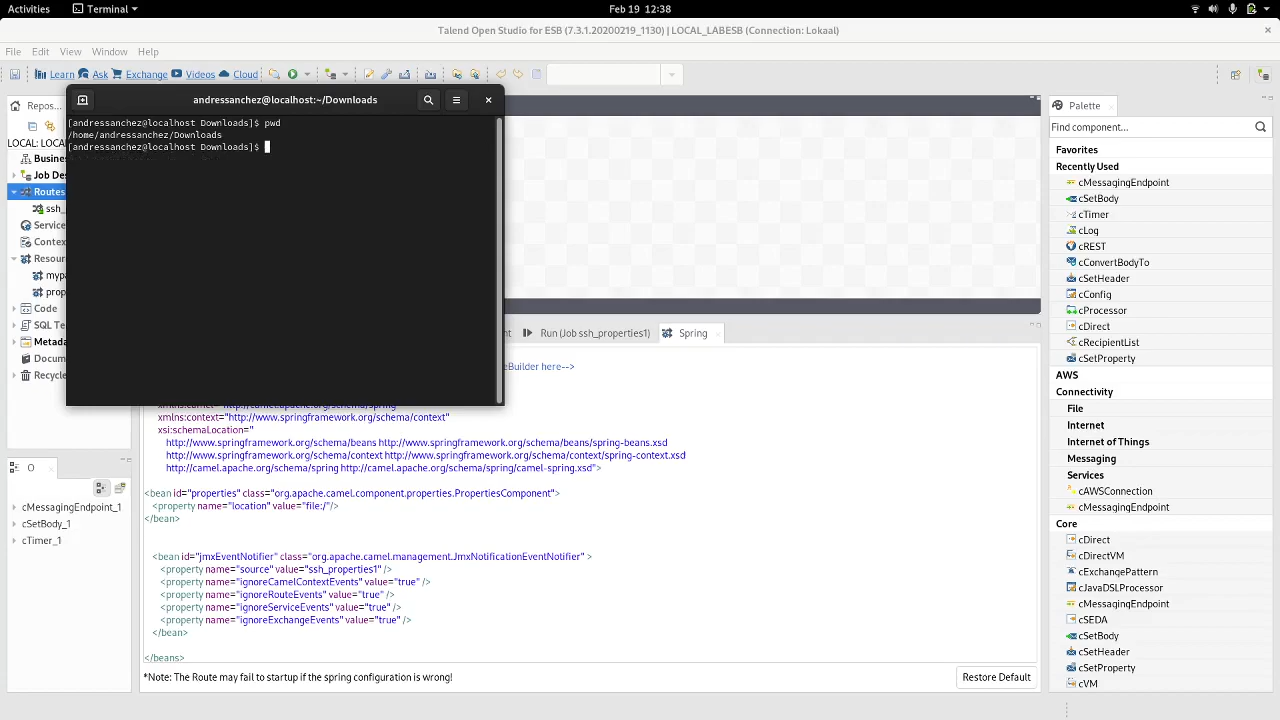 Activities
Terminal
Feb 19 12:38
Talend Open Studio for ESB (7.3.1.20200219_1130) | LOCAL_LABESB (Connection: Lokaal)
File Edit View Window Help
Learn Ask Exchange Videos Cloud
Repos...
LOCAL: LOC
Busine
Job De
Routes
ssh_
Service
Contex
Resour
mypa
prop
Code
SQL Te
Metada
Docum
Recycle
andressanchez@localhost:~/Downloads
[andressanchez@localhost Downloads]$ pwd
/home/andressanchez/Downloads
[andressanchez@localhost Downloads]$
nt
Run (Job ssh_properties1)
Spring
eBuilder here-->
xmlns:camel="http://camel.apache.org/schema/spring"
xmlns:context="http://www.springframework.org/schema/context"
xsi:schemaLocation="
http://www.springframework.org/schema/beans http://www.springframework.org/schema/beans/spring-beans.xsd
http://www.springframework.org/schema/context http://www.springframework.org/schema/context/spring-context.xsd
http://camel.apache.org/schema/spring http://camel.apache.org/schema/spring/camel-spring.xsd">
<bean id="properties" class="org.apache.camel.component.properties.PropertiesComponent">
<property name="location" value="file:/"/>
</bean>
<bean id="jmxEventNotifier" class="org.apache.camel.management.JmxNotificationEventNotifier" >
<property name="source" value="ssh_properties1" />
<property name="ignoreCamelContextEvents" value="true" />
<property name="ignoreRouteEvents" value="true" />
<property name="ignoreServiceEvents" value="true" />
<property name="ignoreExchangeEvents" value="true" />
</bean>
</beans>
*Note: The Route may fail to startup if the spring configuration is wrong!
Restore Default
O
cMessagingEndpoint_1
cSetBody_1
cTimer_1
Palette
Find component...
Favorites
Recently Used
cMessagingEndpoint
cSetBody
cTimer
cLog
cREST
cConvertBodyTo
cSetHeader
cConfig
cProcessor
cDirect
cRecipientList
cSetProperty
AWS
Connectivity
File
Internet
Internet of Things
Messaging
Services
cAWSConnection
cMessagingEndpoint
Core
cDirect
cDirectVM
cExchangePattern
cJavaDSLProcessor
cMessagingEndpoint
cSEDA
cSetBody
cSetHeader
cSetProperty
cVM